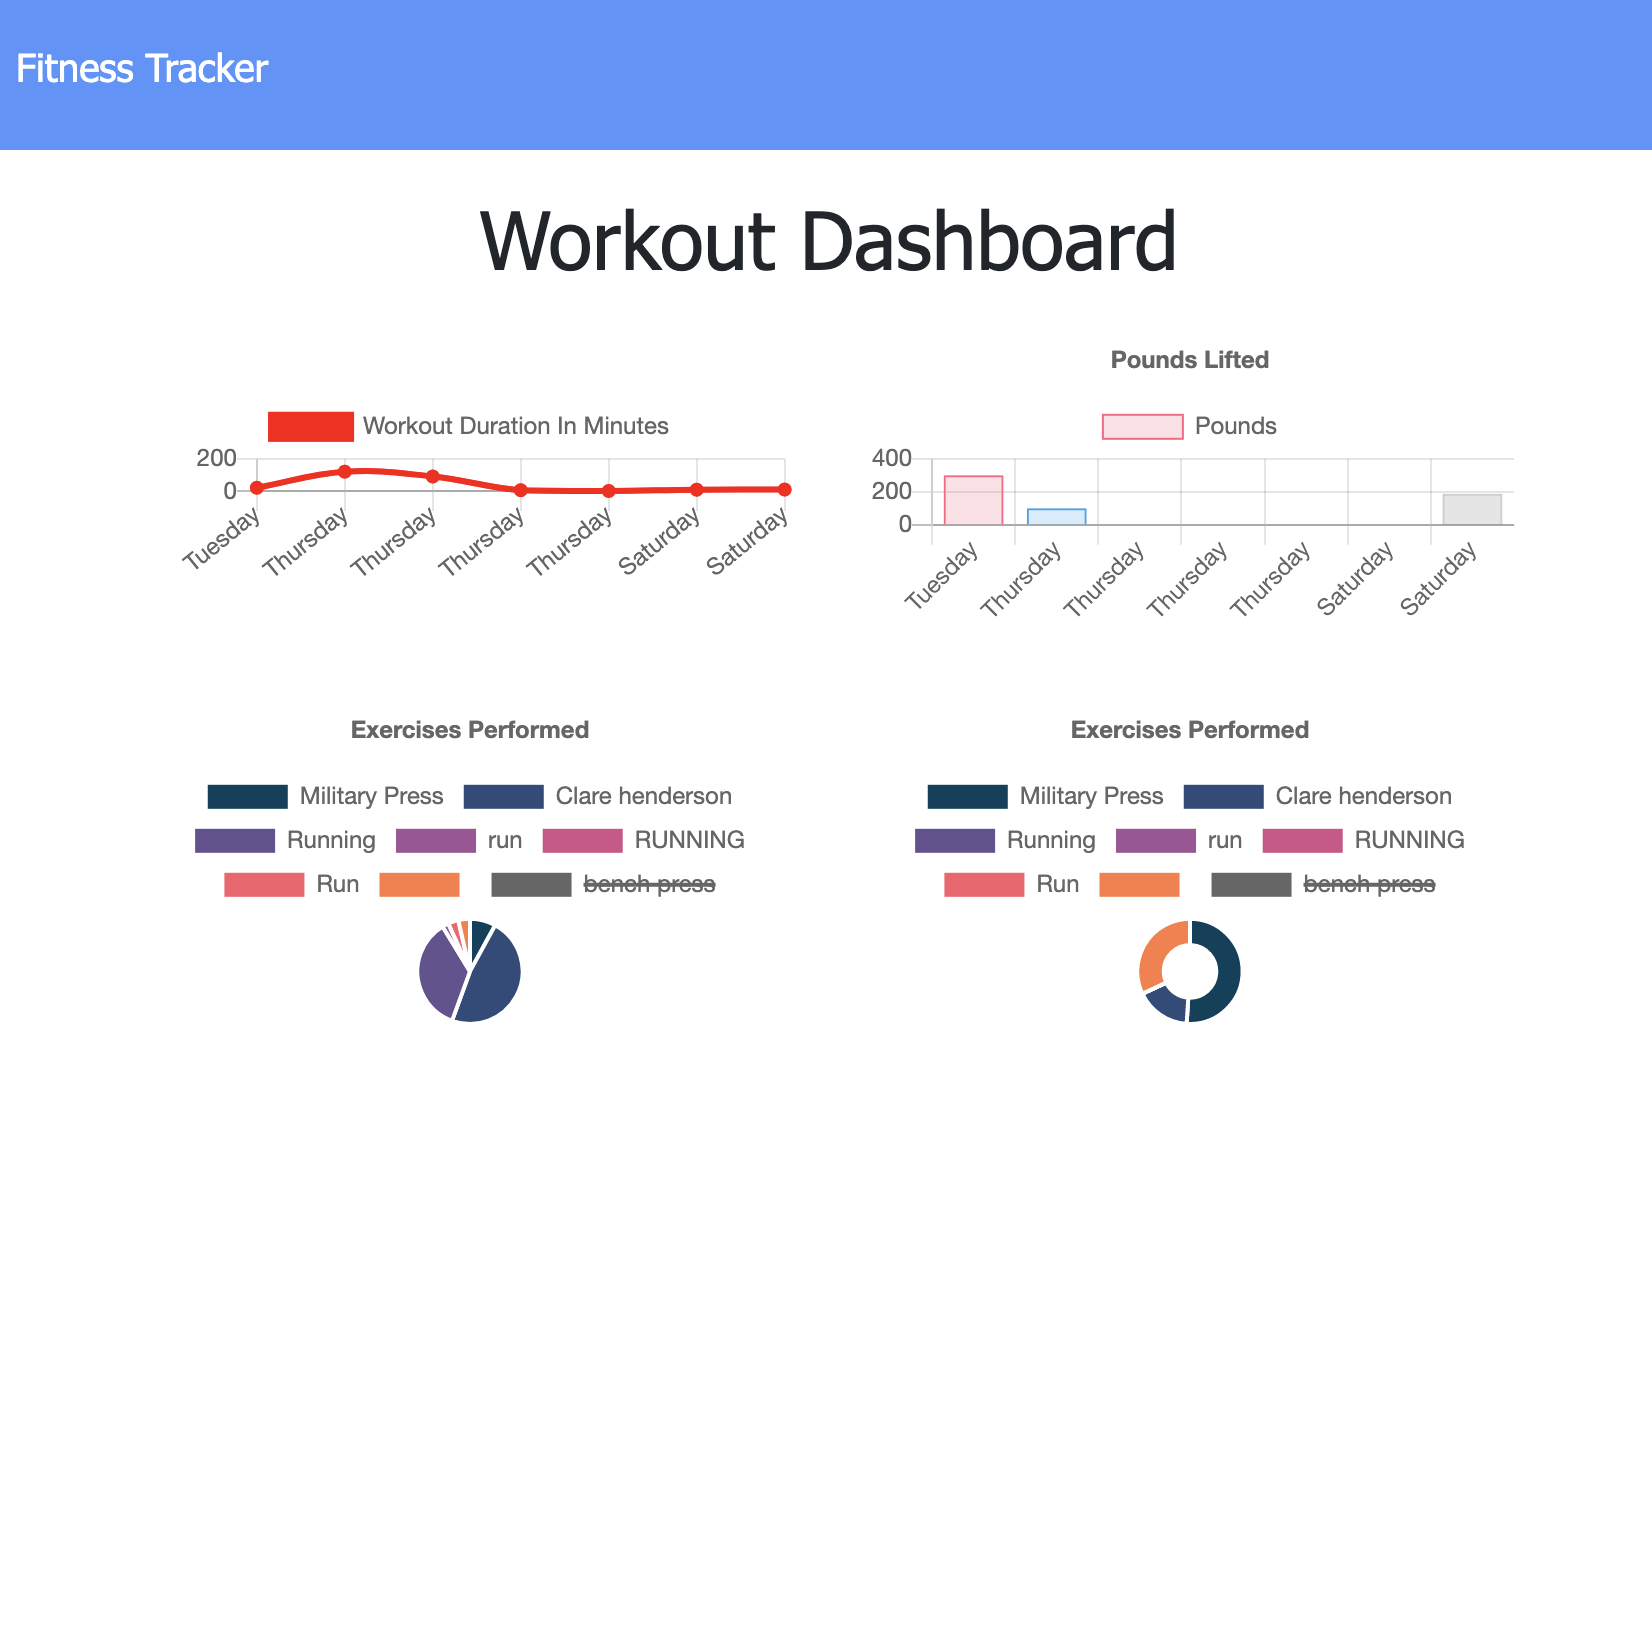 Fitness Tracker
Workout Dashboard
Workout Duration In Minutes
200
0
Tuesday Thursday Thursday Thursday Thursday Saturday Saturday
Pounds Lifted
Pounds
400
200
0
Tuesday Thursday Thursday Thursday Thursday Saturday Saturday
Exercises Performed
Military Press Clare henderson
Running run RUNNING
Run bench press
Exercises Performed
Military Press Clare henderson
Running run RUNNING
Run bench press